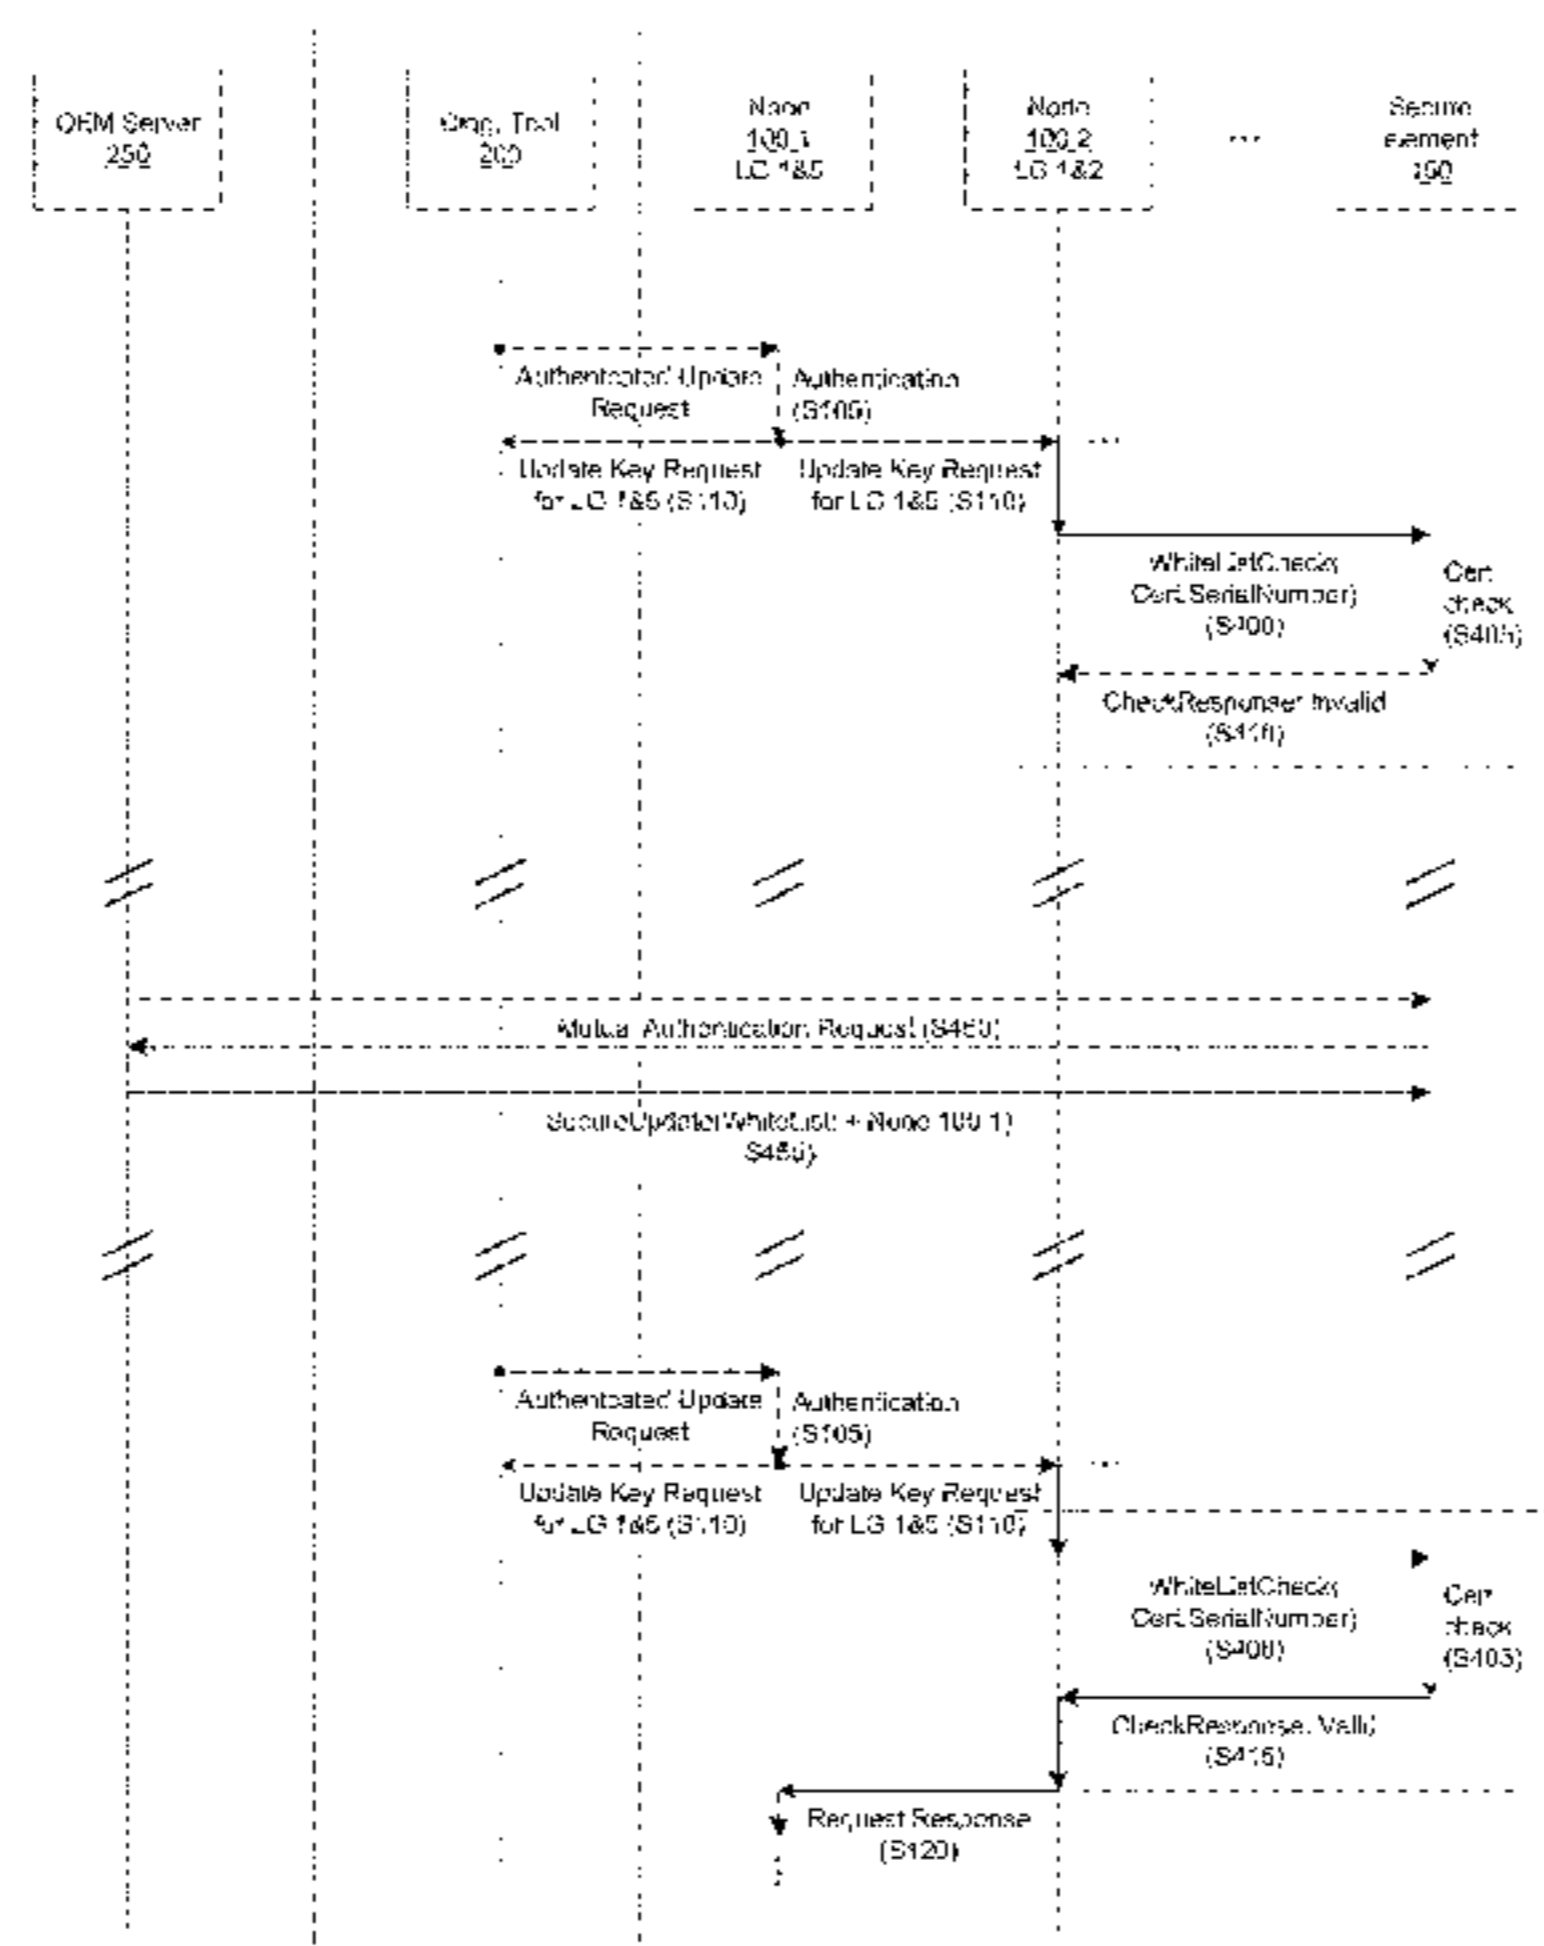 OEM Server
250
Diag. Tool
200
Node
100.1
LG 1&5
Node
100.2
LG 1&2
...
Secure
element
150
Authenticated Update
Request
Authentication
(S105)
...
Update Key Request
for LG 1&5 (S110)
Update Key Request
for LG 1&5 (S110)
WhiteListCheck(
Cert.SerialNumber)
(S400)
Cert
check
(S405)
CheckResponse: Invalid
(S410)
Mutual Authentication Request (S450)
SecureUpdate(WhiteList: + Node 100.1)
Authenticated Update
Request
Authentication
(S105)
...
Update Key Request
for LG 1&5 (S110)
Update Key Request
for LG 1&5 (S110)
WhiteListCheck(
Cert.SerialNumber)
(S400)
Cert
check
(S405)
CheckResponse: Valid
(S415)
Request Response
(S120)